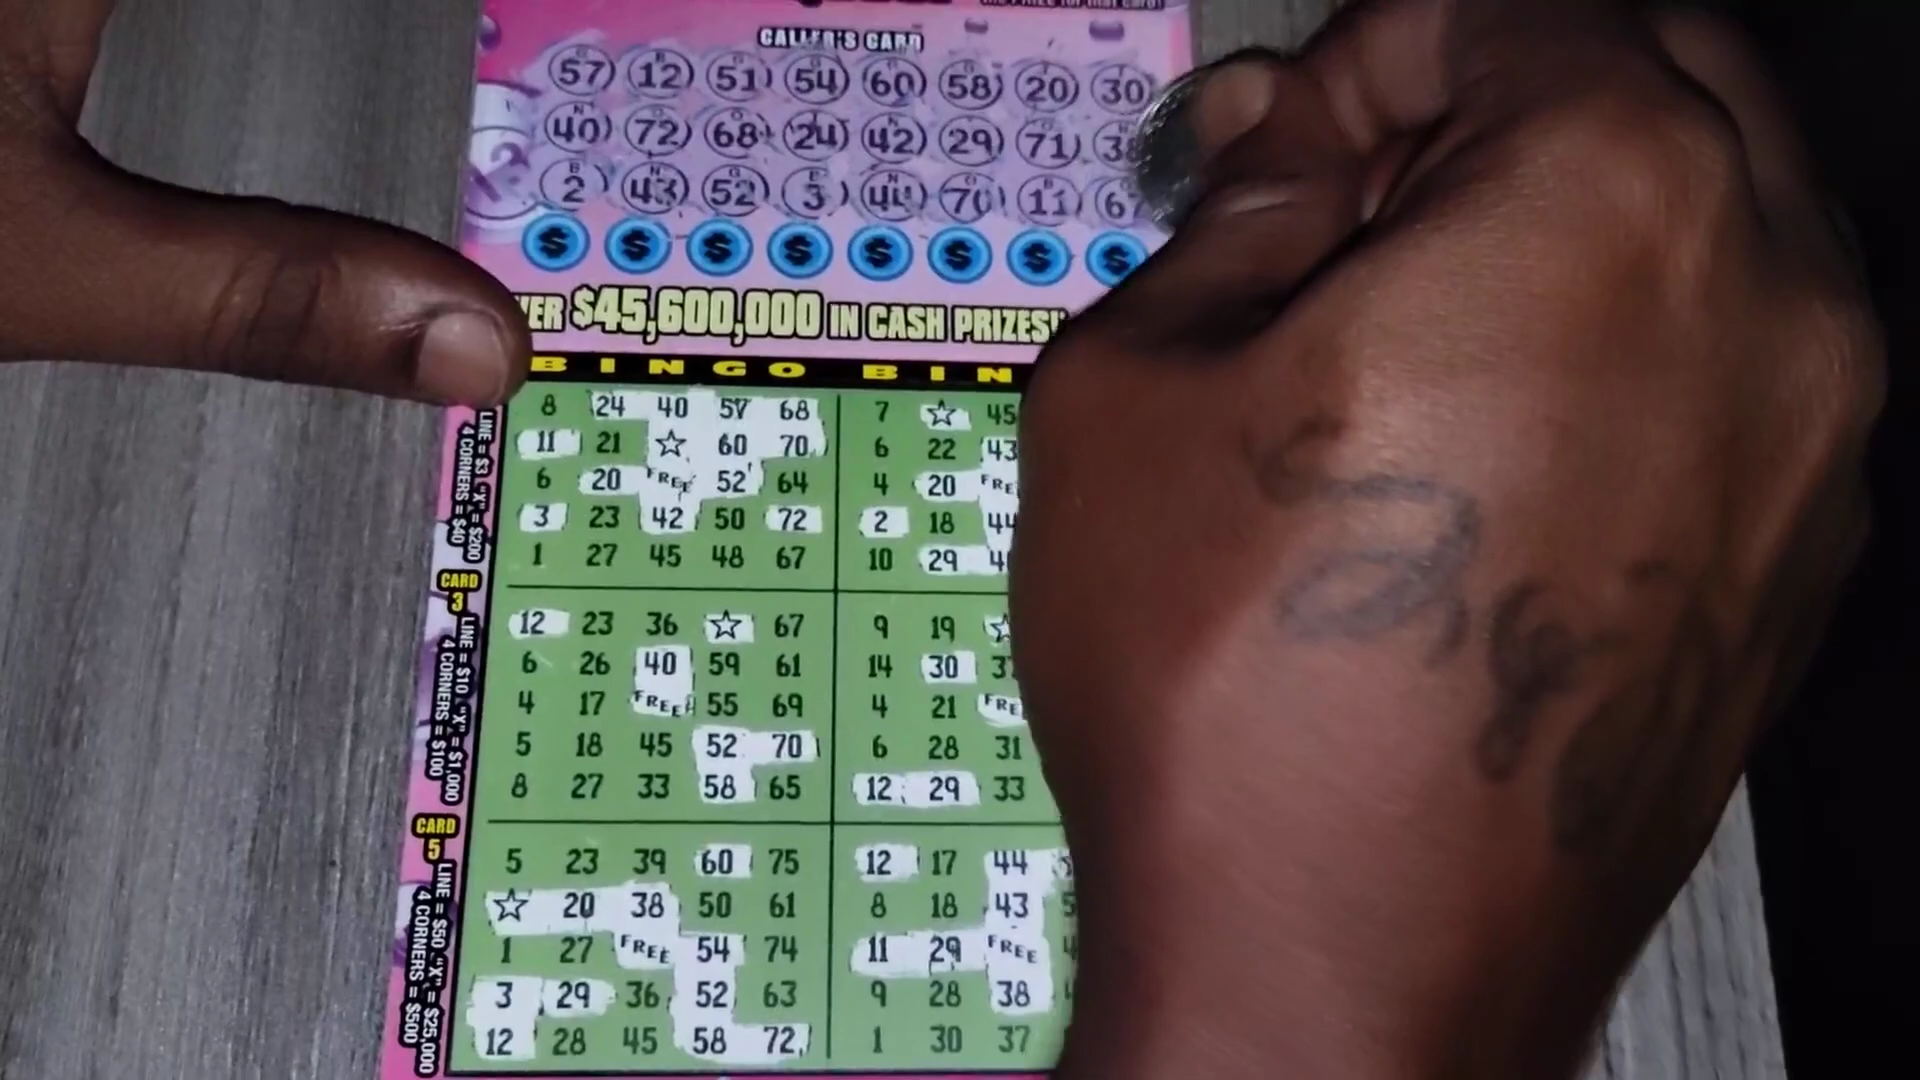 CALLER'S CARD
57 12 51 54 60 58 20 30
40 72 68 24 42 29 71
2 43 52 3 44 70 11 67
$ $ $ $ $ $ $ $
$45,600,000 IN CASH PRIZES!
B I N G O B I N
8 24 40 57 68 7 ☆ 45
11 21 ☆ 60 70 6 22 43
6 20 FREE 52 64 4 20 FRE
3 23 42 50 72 2 18 44
1 27 45 48 67 10 29
12 23 36 ☆ 67 9 19 ☆
6 26 40 59 61 14 30
4 17 FREE 55 69 4 21 FRE
5 18 45 52 70 6 28 31
8 27 33 58 65 12 29 33
5 23 39 60 75 12 17 44
☆ 20 38 50 61 8 18 43
1 27 FREE 54 74 11 29 FREE
3 29 36 52 63 9 28 38
12 28 45 58 72 1 30 37
LINE = $3 "X" = $200
4 CORNERS = $40
CARD
3
LINE = $10 "X" = $1,000
4 CORNERS = $100
CARD
5
LINE = $50 "X" = $25,000
4 CORNERS = $500